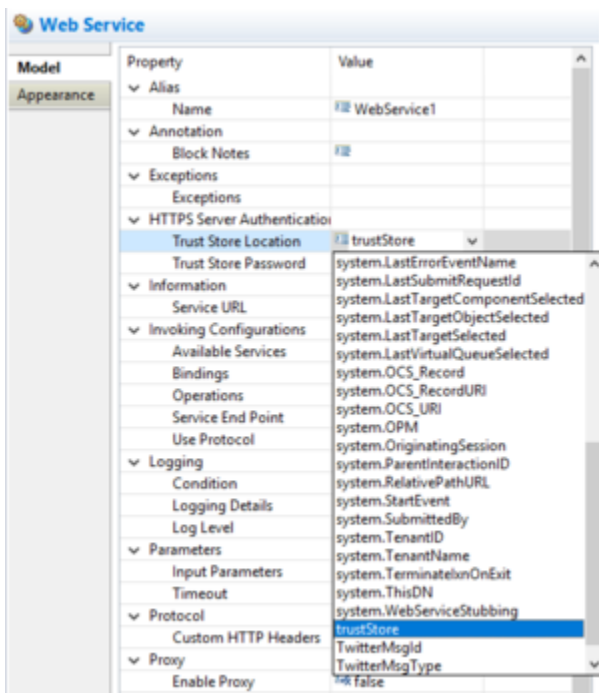 Web Service
Model
Appearance
Property Value
Alias
Name WebService1
Annotation
Block Notes
Exceptions
Exceptions
HTTPS Server Authentication
Trust Store Location trustStore
Trust Store Password
Information
Service URL
Invoking Configurations
Available Services
Bindings
Operations
Service End Point
Use Protocol
Logging
Condition
Logging Details
Log Level
Parameters
Input Parameters
Timeout
Protocol
Custom HTTP Headers
Proxy
Enable Proxy false
system.LastErrorEventName
system.LastSubmitRequestId
system.LastTargetComponentSelected
system.LastTargetObjectSelected
system.LastTargetSelected
system.LastVirtualQueueSelected
system.OCS_Record
system.OCS_RecordURI
system.OCS_URI
system.OPM
system.OriginatingSession
system.ParentInteractionID
system.RelativePathURL
system.StartEvent
system.SubmittedBy
system.TenantID
system.TenantName
system.TerminateIxnOnExit
system.ThisDN
system.WebServiceStubbing
trustStore
TwitterMsgId
TwitterMsgType